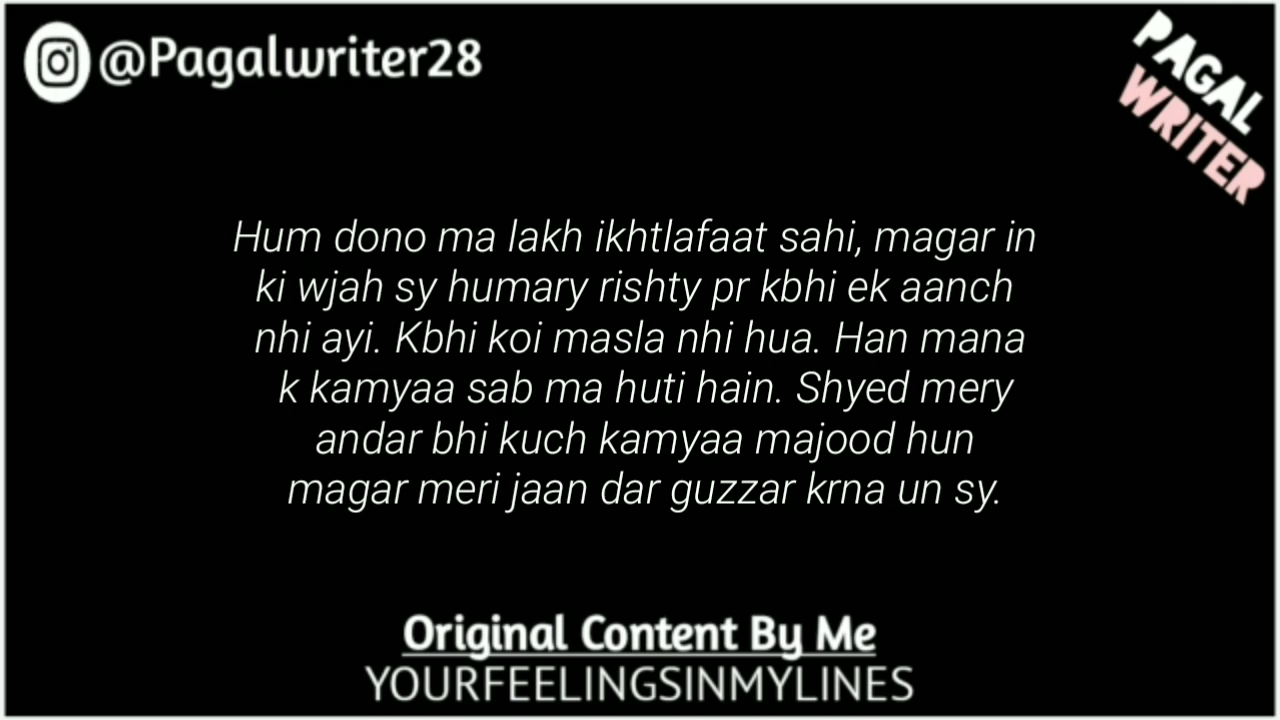 @Pagalwriter28
PAGAL
WRITER
Hum dono ma lakh ikhtlafaat sahi, magar in
ki wjah sy humary rishty pr kbhi ek aanch
nhi ayi. Kbhi koi masla nhi hua. Han mana
k kamyaa sab ma huti hain. Shyed mery
andar bhi kuch kamyaa majood hun
magar meri jaan dar guzzar krna un sy.
Original Content By Me
YOURFEELINGSINMYLINES